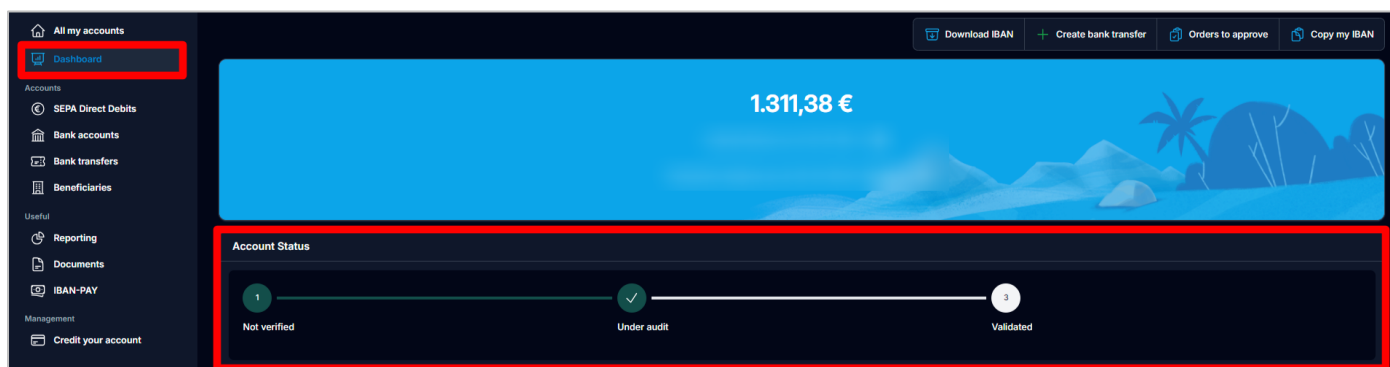 All my accounts
Dashboard
Accounts
SEPA Direct Debits
Bank accounts
Bank transfers
Beneficiaries
Useful
Reporting
Documents
IBAN-PAY
Management
Credit your account
Download IBAN
Create bank transfer
Orders to approve
Copy my IBAN
1.311,38 €
Account Status
1
3
Not verified
Under audit
Validated